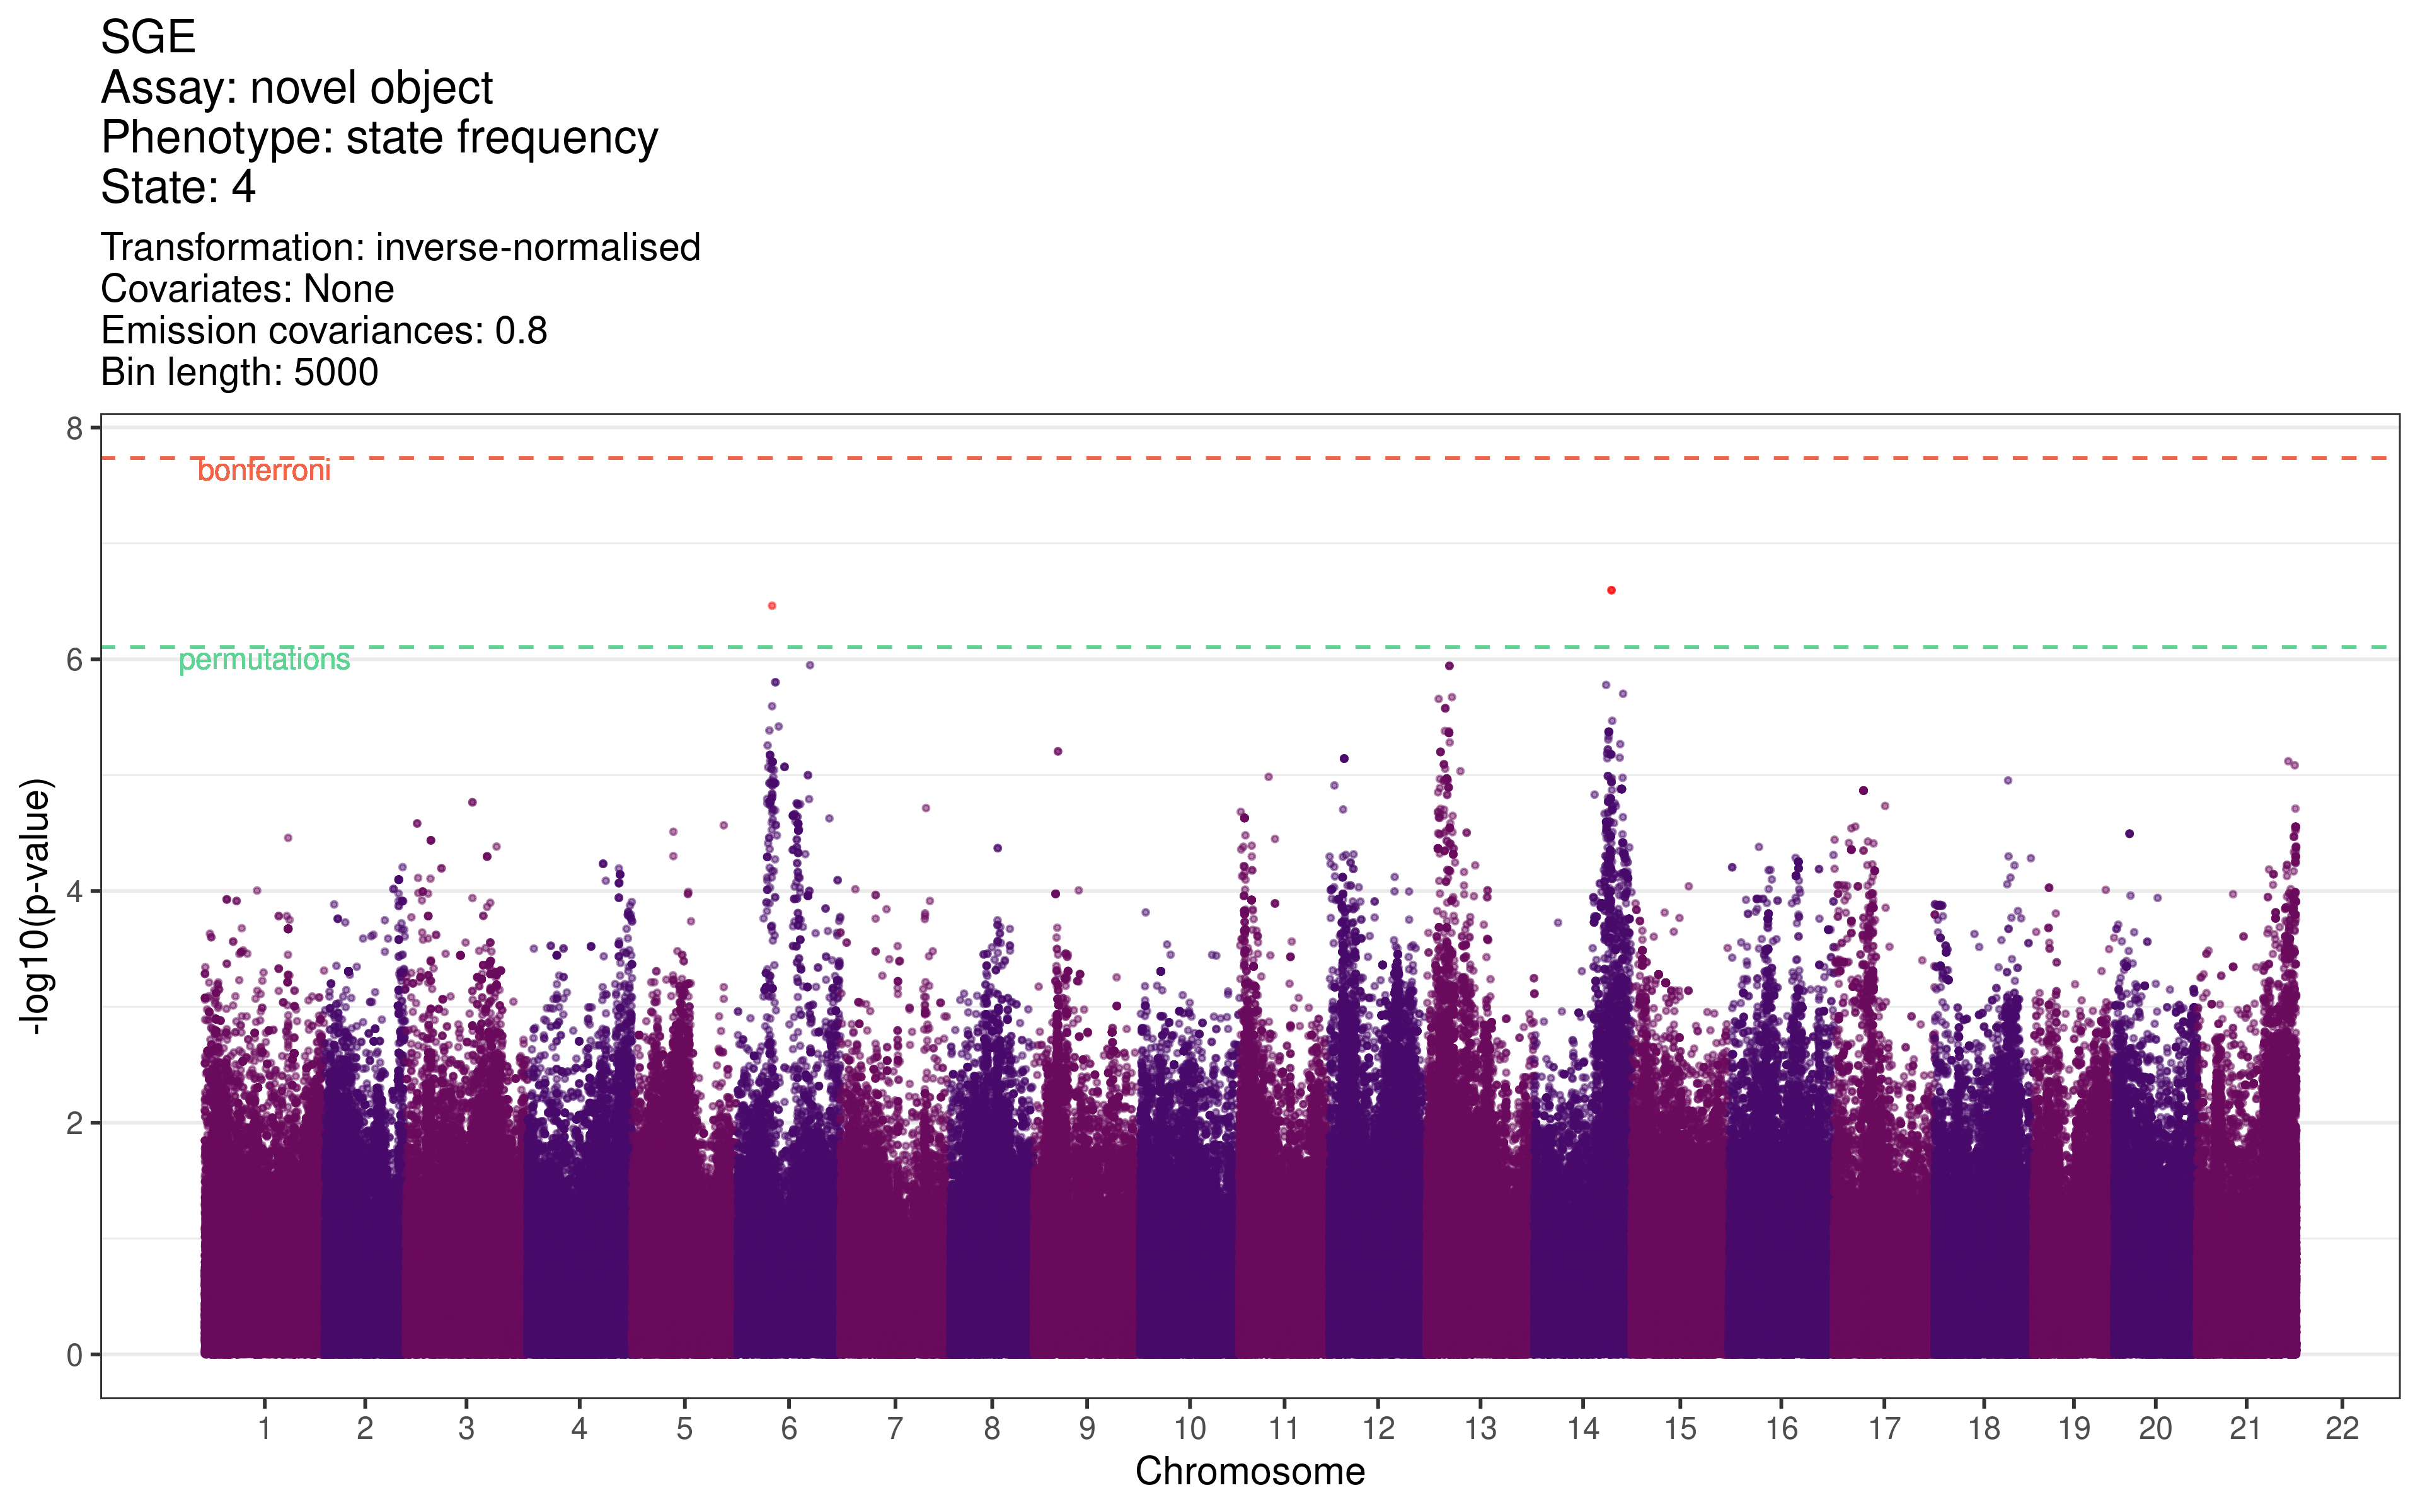 SGE
Assay: novel object
Phenotype: state frequency
State: 4
Transformation: inverse-normalised
Covariates: None
Emission covariances: 0.8
Bin length: 5000
8
bonferroni
6
permutations
4
2
0
-log10(p-value)
1 2 3 4 5 6 7 8 9 10 11 12 13 14 15 16 17 18 19 20 21 22
Chromosome